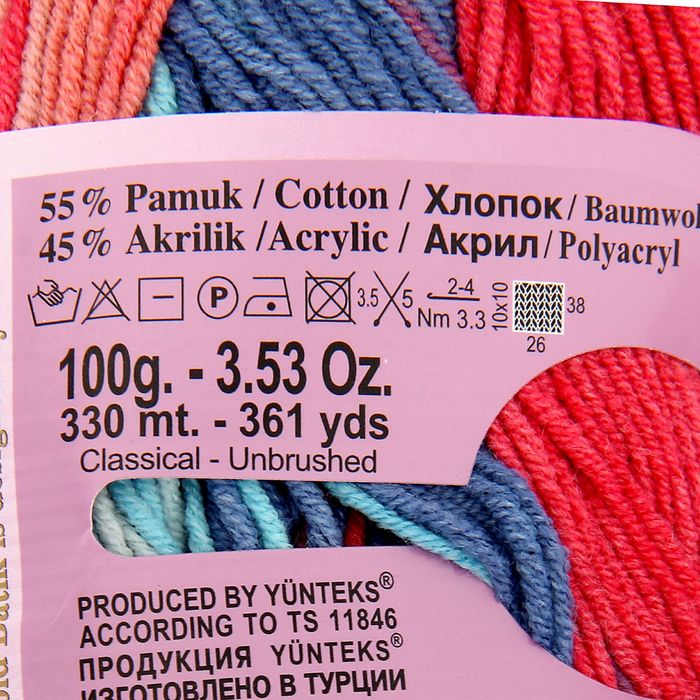 55 % Pamuk / Cotton / Хлопок / Baumwol
45 % Akrilik / Acrylic / Акрил / Polyacryl
P 3.5 5 2-4 Nm 3.3 10x10 38 26
100g. - 3.53 Oz.
330 mt. - 361 yds
Classical - Unbrushed
PRODUCED BY YÜNTEKS®
ACCORDING TO TS 11846
ПРОДУКЦИЯ YÜNTEKS®
ИЗГОТОВЛЕНО В ТУРЦИИ